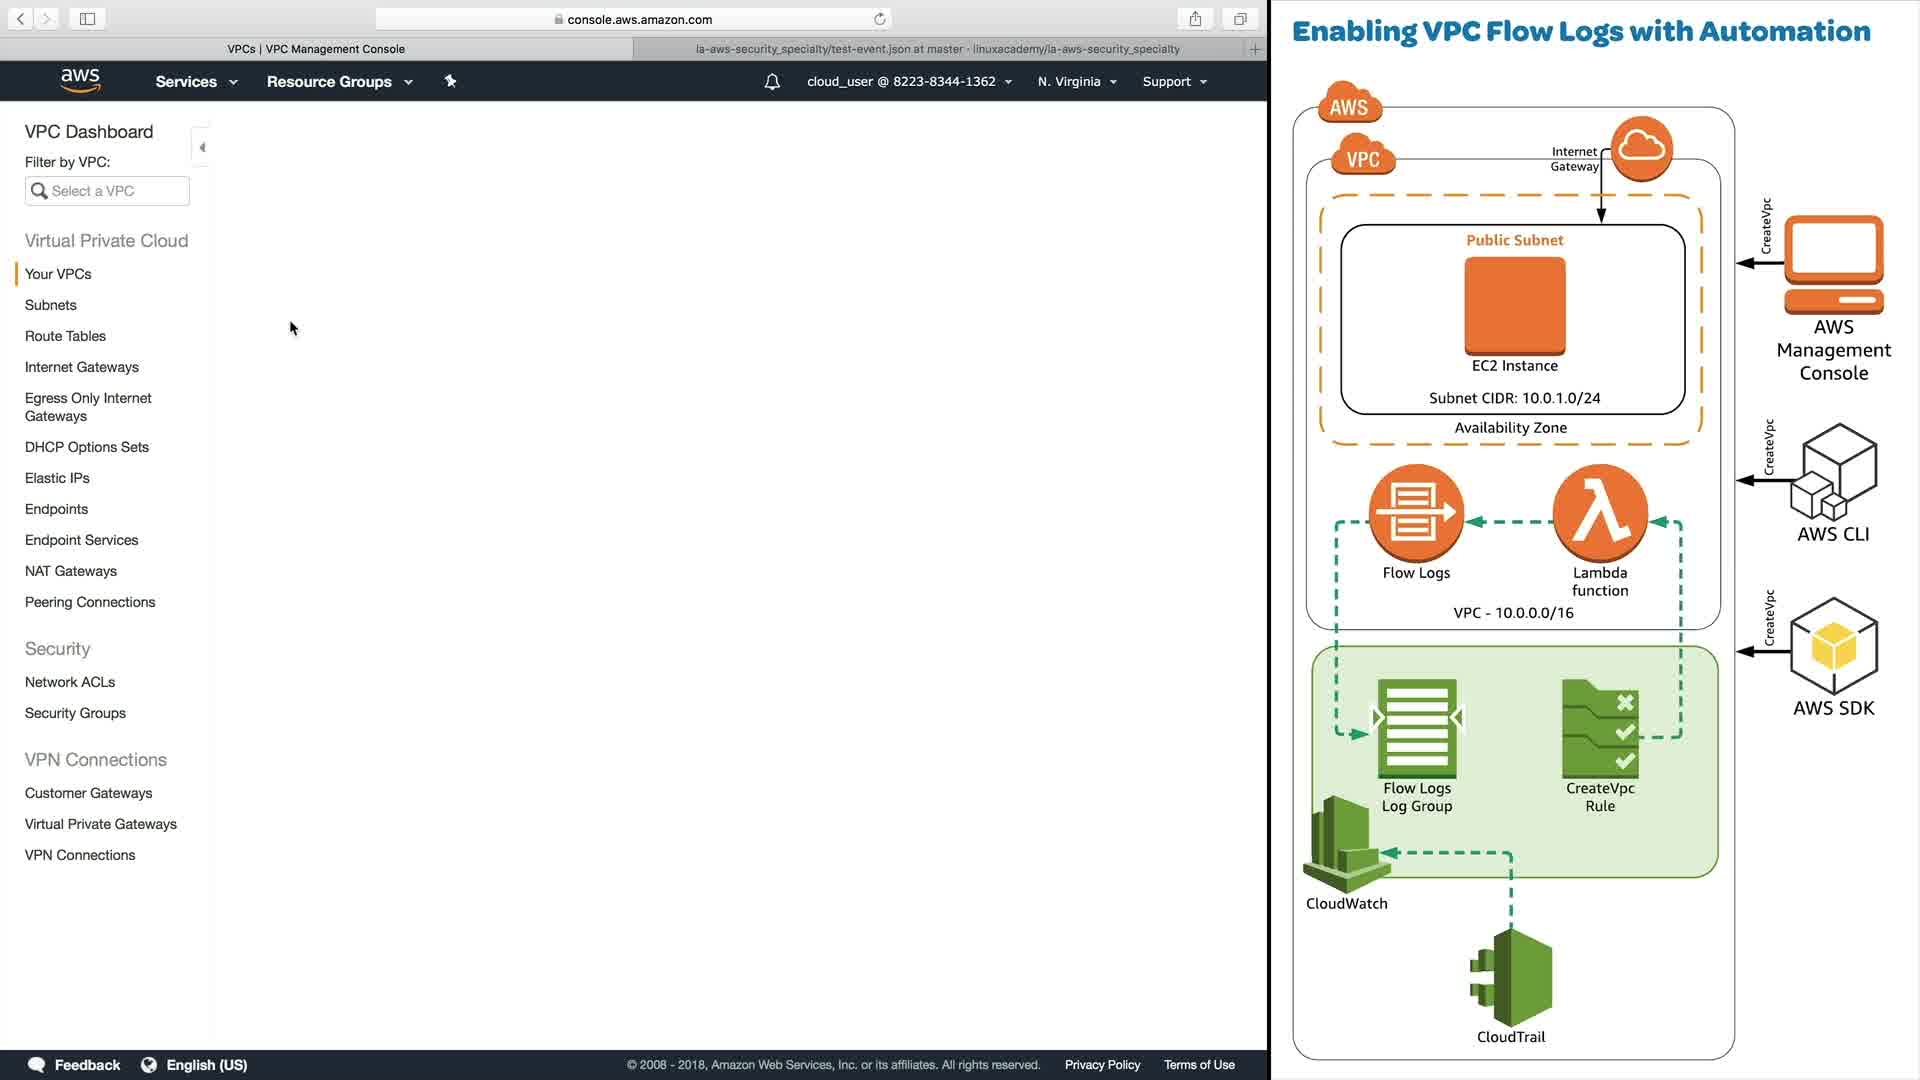 console.aws.amazon.com
VPCs | VPC Management Console
la-aws-security_specialty/test-event.json at master · linuxacademy/la-aws-security_specialty
aws
Services
Resource Groups
cloud_user @ 8223-8344-1362
N. Virginia
Support
VPC Dashboard
Filter by VPC:
Select a VPC
Virtual Private Cloud
Your VPCs
Subnets
Route Tables
Internet Gateways
Egress Only Internet
Gateways
DHCP Options Sets
Elastic IPs
Endpoints
Endpoint Services
NAT Gateways
Peering Connections
Security
Network ACLs
Security Groups
VPN Connections
Customer Gateways
Virtual Private Gateways
VPN Connections
Feedback
English (US)
© 2008 - 2018, Amazon Web Services, Inc. or its affiliates. All rights reserved.
Privacy Policy
Terms of Use
Enabling VPC Flow Logs with Automation
AWS
VPC
Internet
Gateway
Public Subnet
EC2 Instance
Subnet CIDR: 10.0.1.0/24
Availability Zone
Flow Logs
Lambda
function
VPC - 10.0.0.0/16
Flow Logs
Log Group
CreateVpc
Rule
CloudWatch
CloudTrail
CreateVpc
AWS
Management
Console
CreateVpc
AWS CLI
CreateVpc
AWS SDK